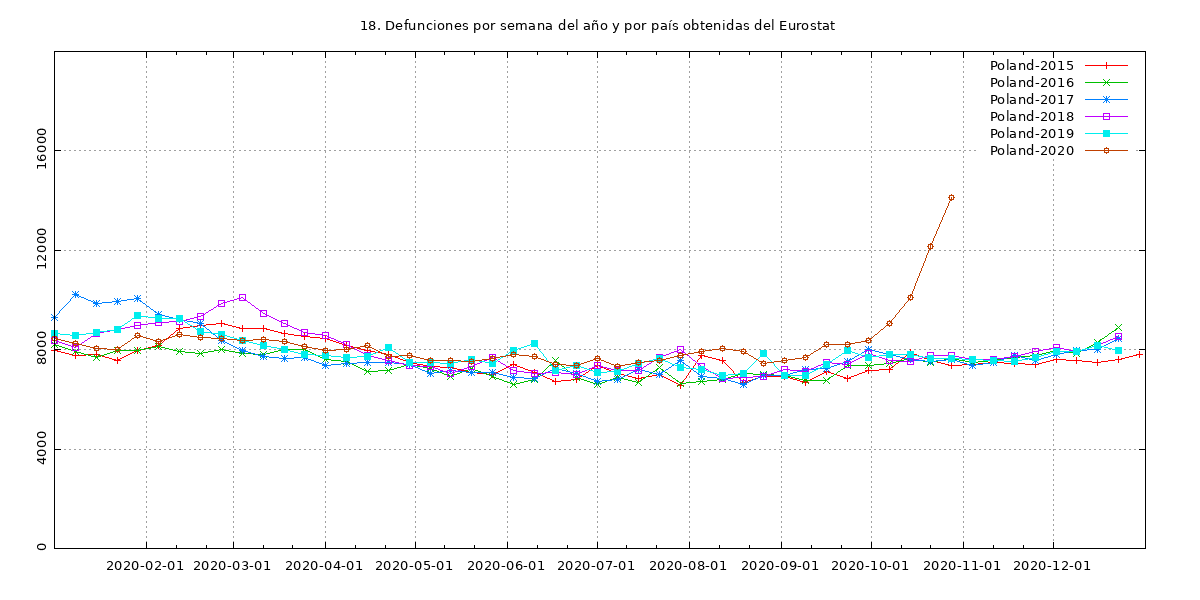 18. Defunciones por semana del año y por país obtenidas del Eurostat
Poland-2015
Poland-2016
Poland-2017
Poland-2018
Poland-2019
Poland-2020
16000
12000
8000
4000
0
2020-02-01 2020-03-01 2020-04-01 2020-05-01 2020-06-01 2020-07-01 2020-08-01 2020-09-01 2020-10-01 2020-11-01 2020-12-01